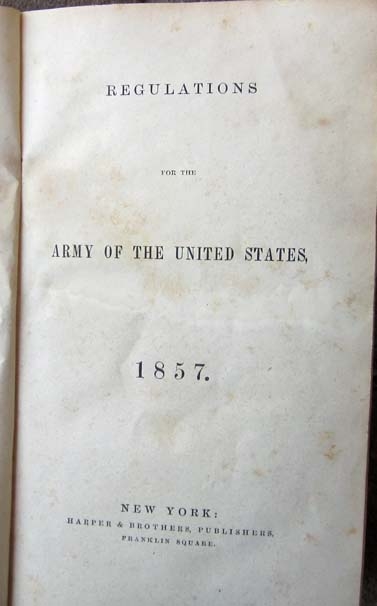 REGULATIONS
FOR THE
ARMY OF THE UNITED STATES,
1857.
NEW YORK:
HARPER & BROTHERS, PUBLISHERS,
FRANKLIN SQUARE.